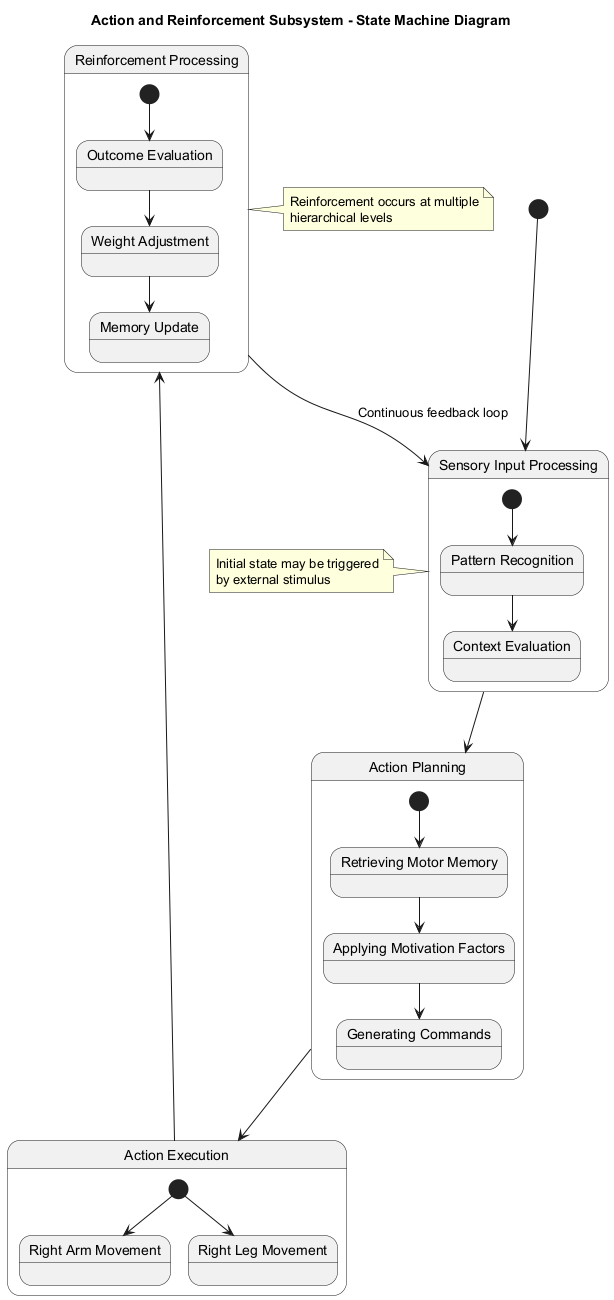 Action and Reinforcement Subsystem - State Machine Diagram
Reinforcement Processing
Outcome Evaluation
Weight Adjustment
Memory Update
Reinforcement occurs at multiple
hierarchical levels
Continuous feedback loop
Sensory Input Processing
Pattern Recognition
Context Evaluation
Initial state may be triggered
by external stimulus
Action Planning
Retrieving Motor Memory
Applying Motivation Factors
Generating Commands
Action Execution
Right Arm Movement
Right Leg Movement